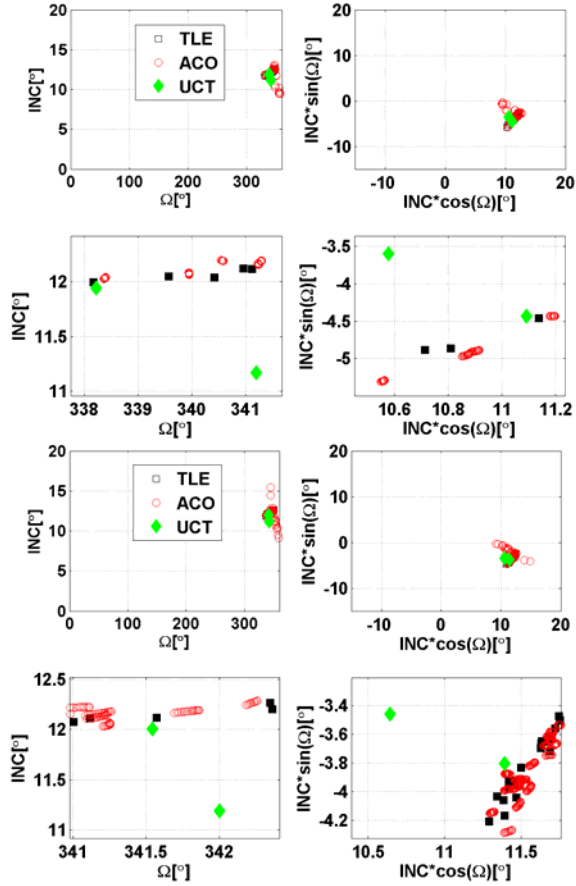 20
15
10
5
0
INC[°]
0 100 200 300
Ω[°]
TLE
ACO
UCT
20
10
0
-10
INC*sin(Ω)[°]
-10 0 10 20
INC*cos(Ω)[°]
12
11.5
11
INC[°]
338 339 340 341
Ω[°]
-3.5
-4
-4.5
-5
INC*sin(Ω)[°]
10.6 10.8 11 11.2
INC*cos(Ω)[°]
20
15
10
5
0
INC[°]
0 100 200 300
Ω[°]
TLE
ACO
UCT
20
10
0
-10
INC*sin(Ω)[°]
-10 0 10 20
INC*cos(Ω)[°]
12.5
12
11.5
11
INC[°]
341 341.5 342
Ω[°]
-3.4
-3.6
-3.8
-4
-4.2
INC*sin(Ω)[°]
10.5 11 11.5
INC*cos(Ω)[°]